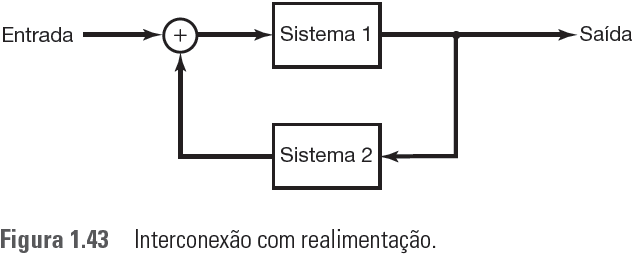 Entrada
+
Sistema 1
Saída
Sistema 2
Figura 1.43 Interconexão com realimentação.